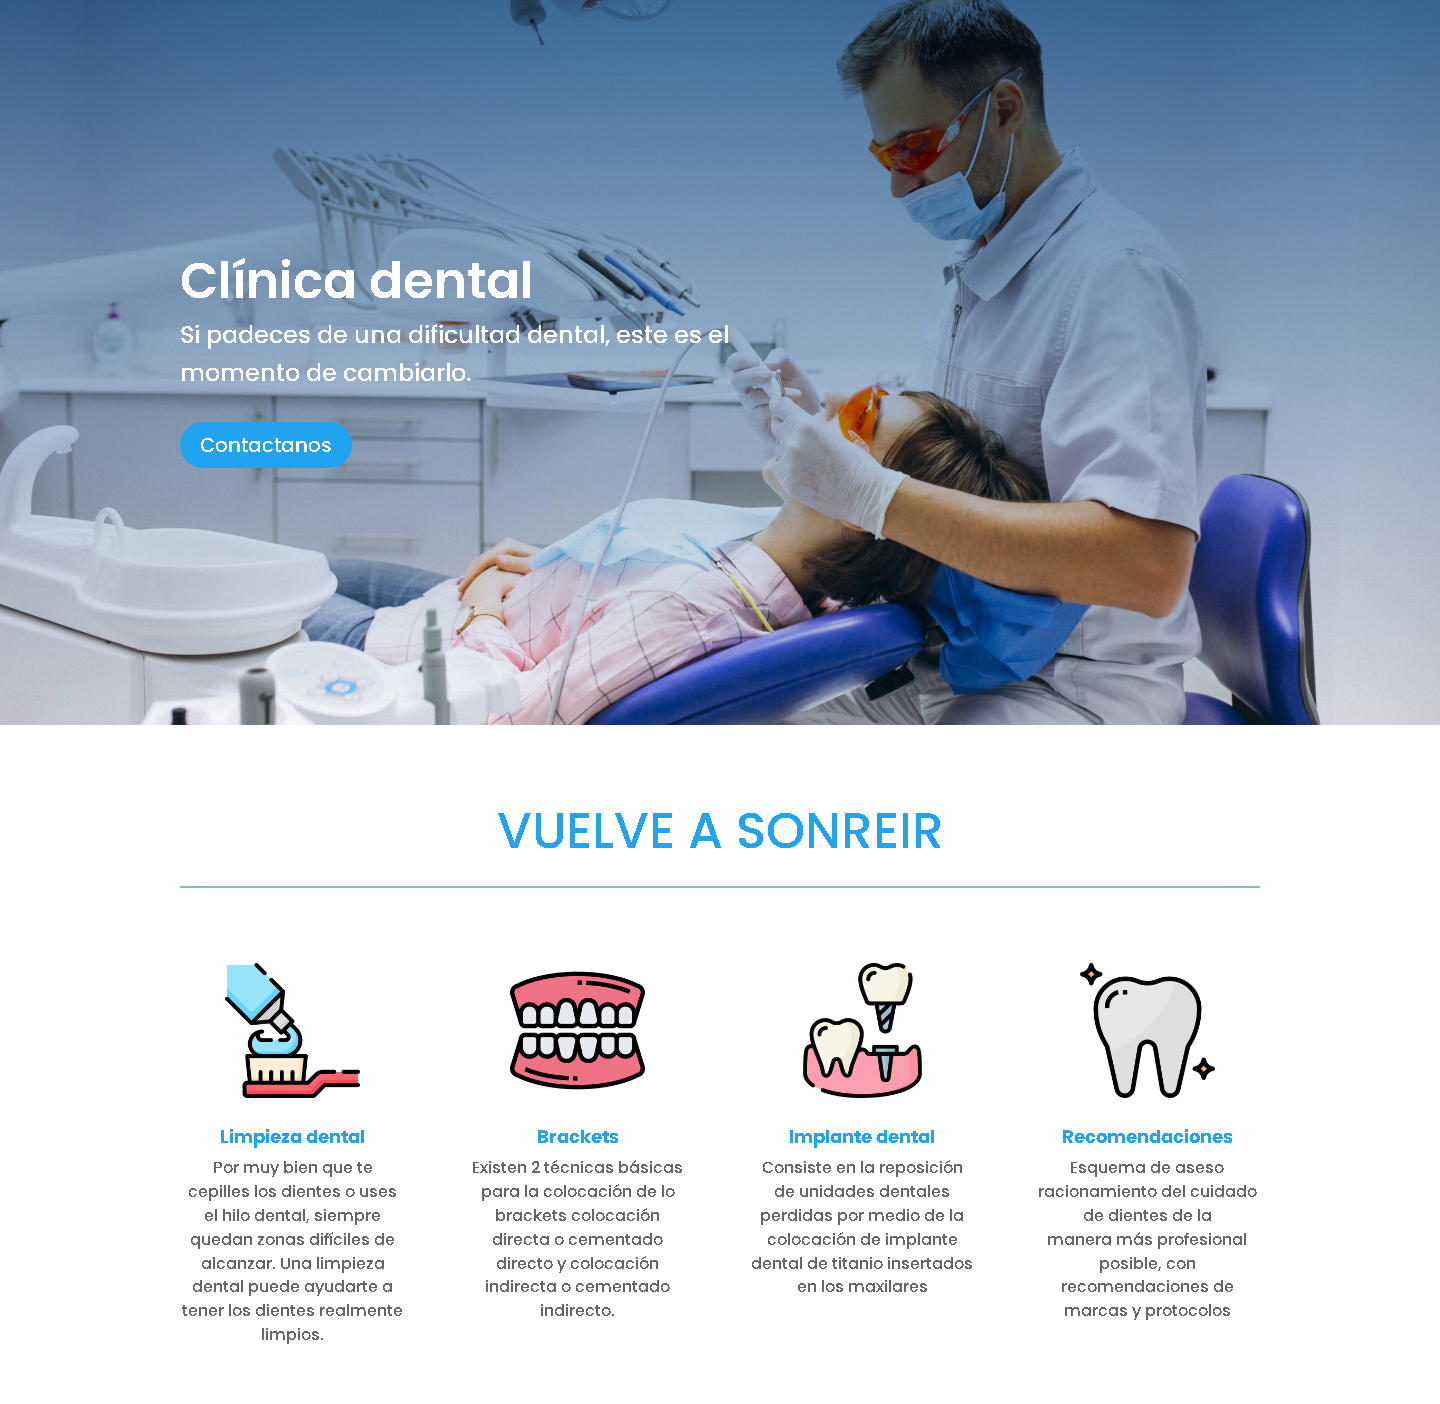 Clínica dental
Si padeces de una dificultad dental, este es el
momento de cambiarlo.
Contactanos
VUELVE A SONREIR
Limpieza dental
Por muy bien que te
cepilles los dientes o uses
el hilo dental, siempre
quedan zonas difíciles de
alcanzar. Una limpieza
dental puede ayudarte a
tener los dientes realmente
limpios.
Brackets
Existen 2 técnicas básicas
para la colocación de lo
brackets colocación
directa o cementado
directo y colocación
indirecta o cementado
indirecto.
Implante dental
Consiste en la reposición
de unidades dentales
perdidas por medio de la
colocación de implante
dental de titanio insertados
en los maxilares
Recomendaciones
Esquema de aseso
racionamiento del cuidado
de dientes de la
manera más profesional
posible, con
recomendaciones de
marcas y protocolos